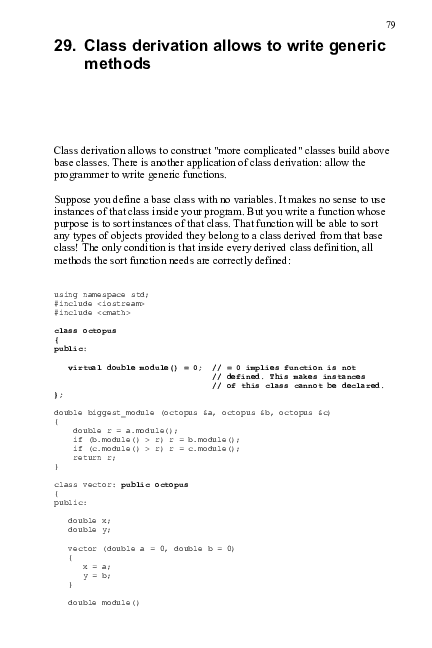 79
29. Class derivation allows to write generic
methods
Class derivation allows to construct "more complicated" classes build above
base classes. There is another application of class derivation: allow the
programmer to write generic functions.
Suppose you define a base class with no variables. It makes no sense to use
instances of that class inside your program. But you write a function whose
purpose is to sort instances of that class. That function will be able to sort
any types of objects provided they belong to a class derived from that base
class! The only condition is that inside every derived class definition, all
methods the sort function needs are correctly defined:
using namespace std;
#include <iostream>
#include <cmath>
class octopus
{
public:
virtual double module() = 0; // = 0 implies function is not
// defined. This makes instances
// of this class cannot be declared.
};
double biggest_module (octopus &a, octopus &b, octopus &c)
{
double r = a.module();
if (b.module() > r) r = b.module();
if (c.module() > r) r = c.module();
return r;
}
class vector: public octopus
{
public:
double x;
double y;
vector (double a = 0, double b = 0)
{
x = a;
y = b;
}
double module()